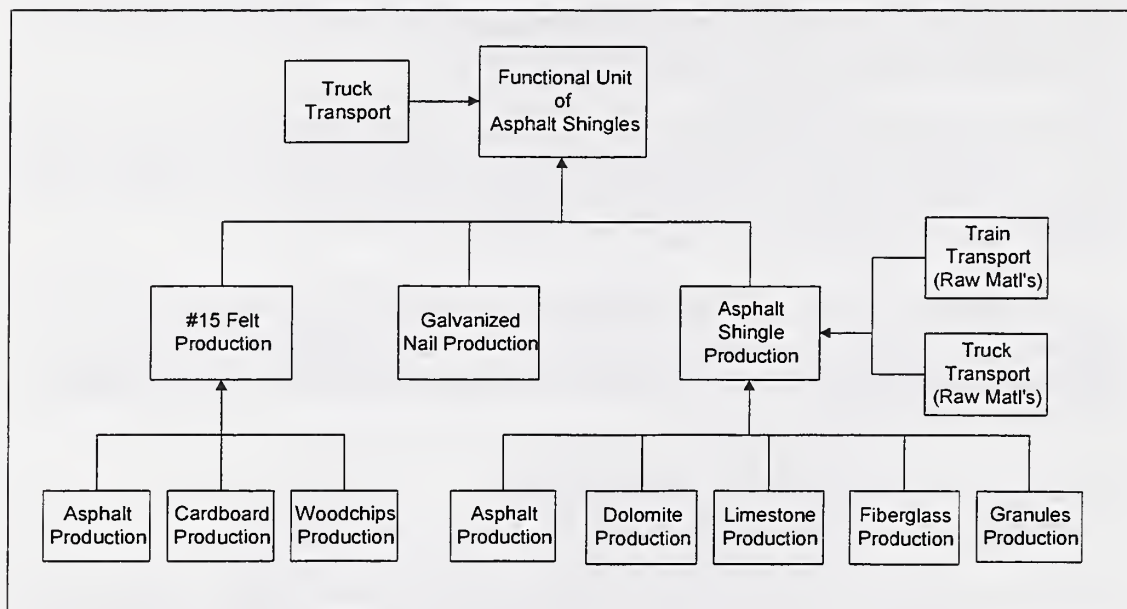 Truck
Transport
Functional Unit
of
Asphalt Shingles
Train
Transport
(Raw Matl's)
#15 Felt
Production
Galvanized
Nail Production
Asphalt
Shingle
Production
Truck
Transport
(Raw Matl's)
Asphalt
Production
Cardboard
Production
Woodchips
Production
Asphalt
Production
Dolomite
Production
Limestone
Production
Fiberglass
Production
Granules
Production